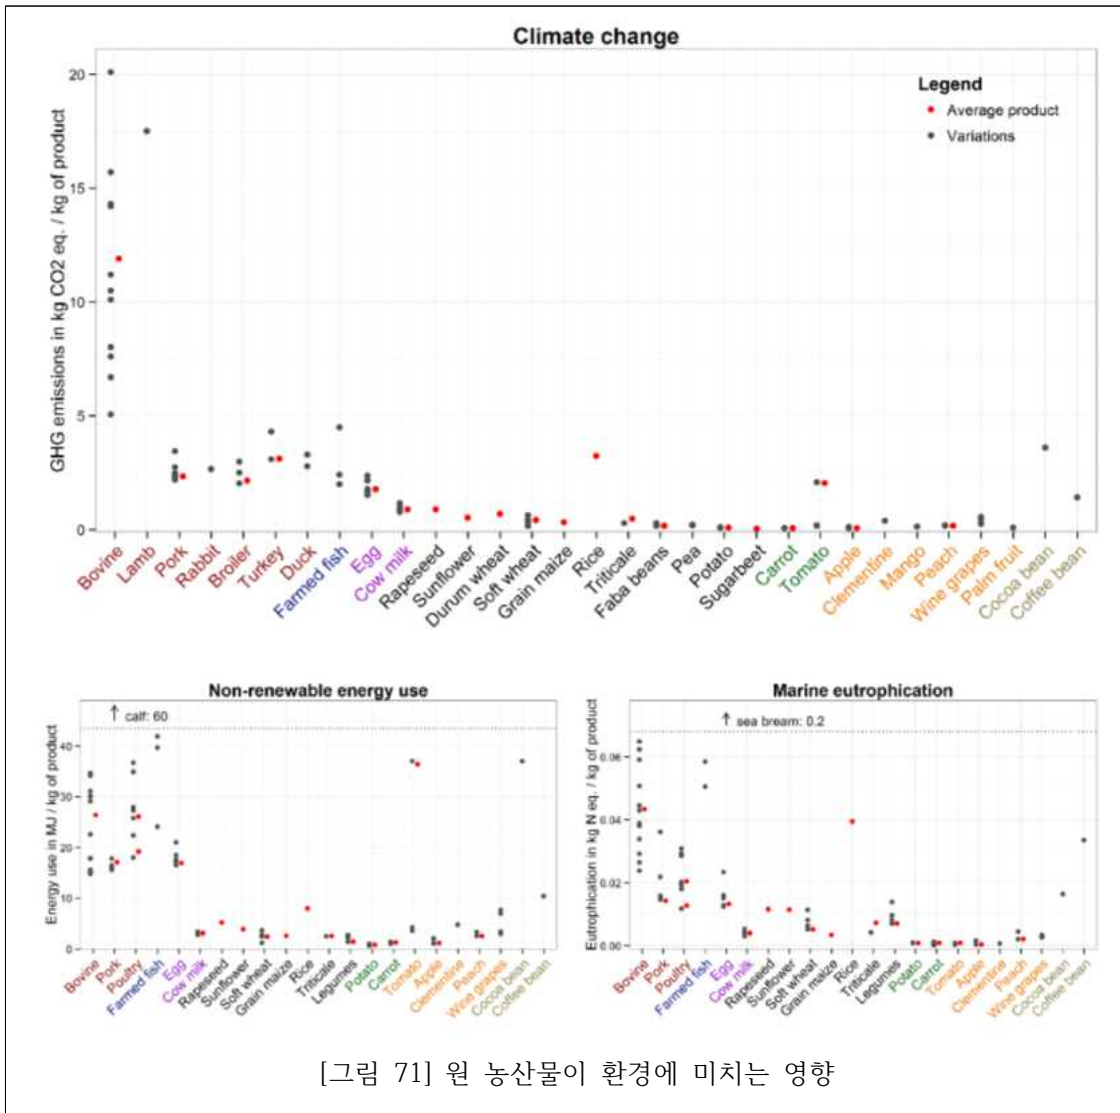 Climate change
GHG emissions in kg CO2 eq. / kg of product
20
15
10
5
0
Legend
Average product
Variations
Bovine
Lamb
Pork
Rabbit
Broiler
Turkey
Duck
Farmed fish
Egg
Cow milk
Rapeseed
Sunflower
Durum wheat
Soft wheat
Grain maize
Rice
Triticale
Faba beans
Pea
Potato
Sugarbeet
Carrot
Tomato
Apple
Clementine
Mango
Peach
Wine grapes
Palm fruit
Cocoa bean
Coffee bean
Non-renewable energy use
Energy use in MJ / kg of product
calf: 60
40
30
20
10
0
Bovine
Pork
Poultry
Farmed fish
Egg
Cow milk
Rapeseed
Sunflower
Soft wheat
Grain maize
Rice
Triticale
Legumes
Potato
Carrot
Tomato
Apple
Clementine
Peach
Wine grapes
Cocoa bean
Coffee bean
Marine eutrophication
Eutrophication in kg N eq. / kg of product
sea bream: 0.2
0.06
0.04
0.02
0.00
Bovine
Pork
Poultry
Farmed fish
Egg
Cow milk
Rapeseed
Sunflower
Soft wheat
Grain maize
Rice
Triticale
Legumes
Potato
Carrot
Tomato
Apple
Clementine
Peach
Wine grapes
Cocoa bean
Coffee bean
[그림 71] 원 농산물이 환경에 미치는 영향